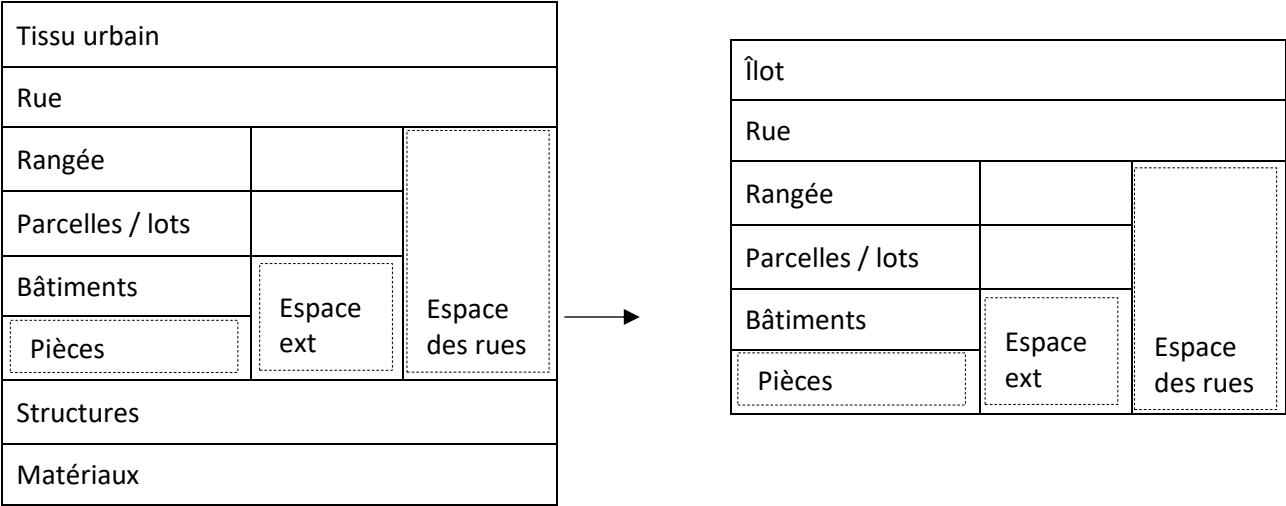 Tissu urbain
Rue
Rangée
Parcelles / lots
Bâtiments
Pièces
Espace
ext
Espace
des rues
Structures
Matériaux
Îlot
Rue
Rangée
Parcelles / lots
Bâtiments
Pièces
Espace
ext
Espace
des rues